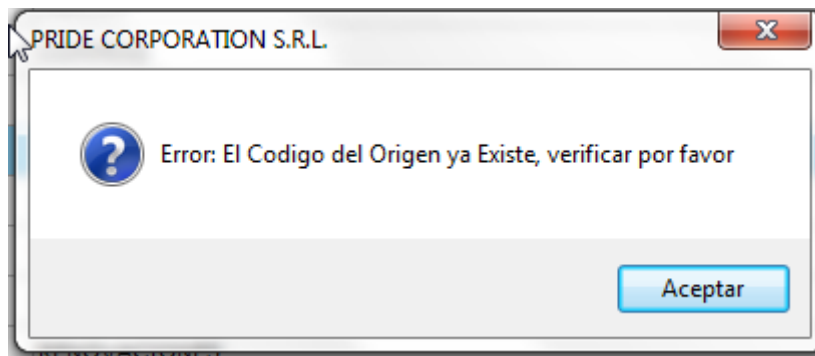 PRIDE CORPORATION S.R.L.
Error: El Codigo del Origen ya Existe, verificar por favor
Aceptar